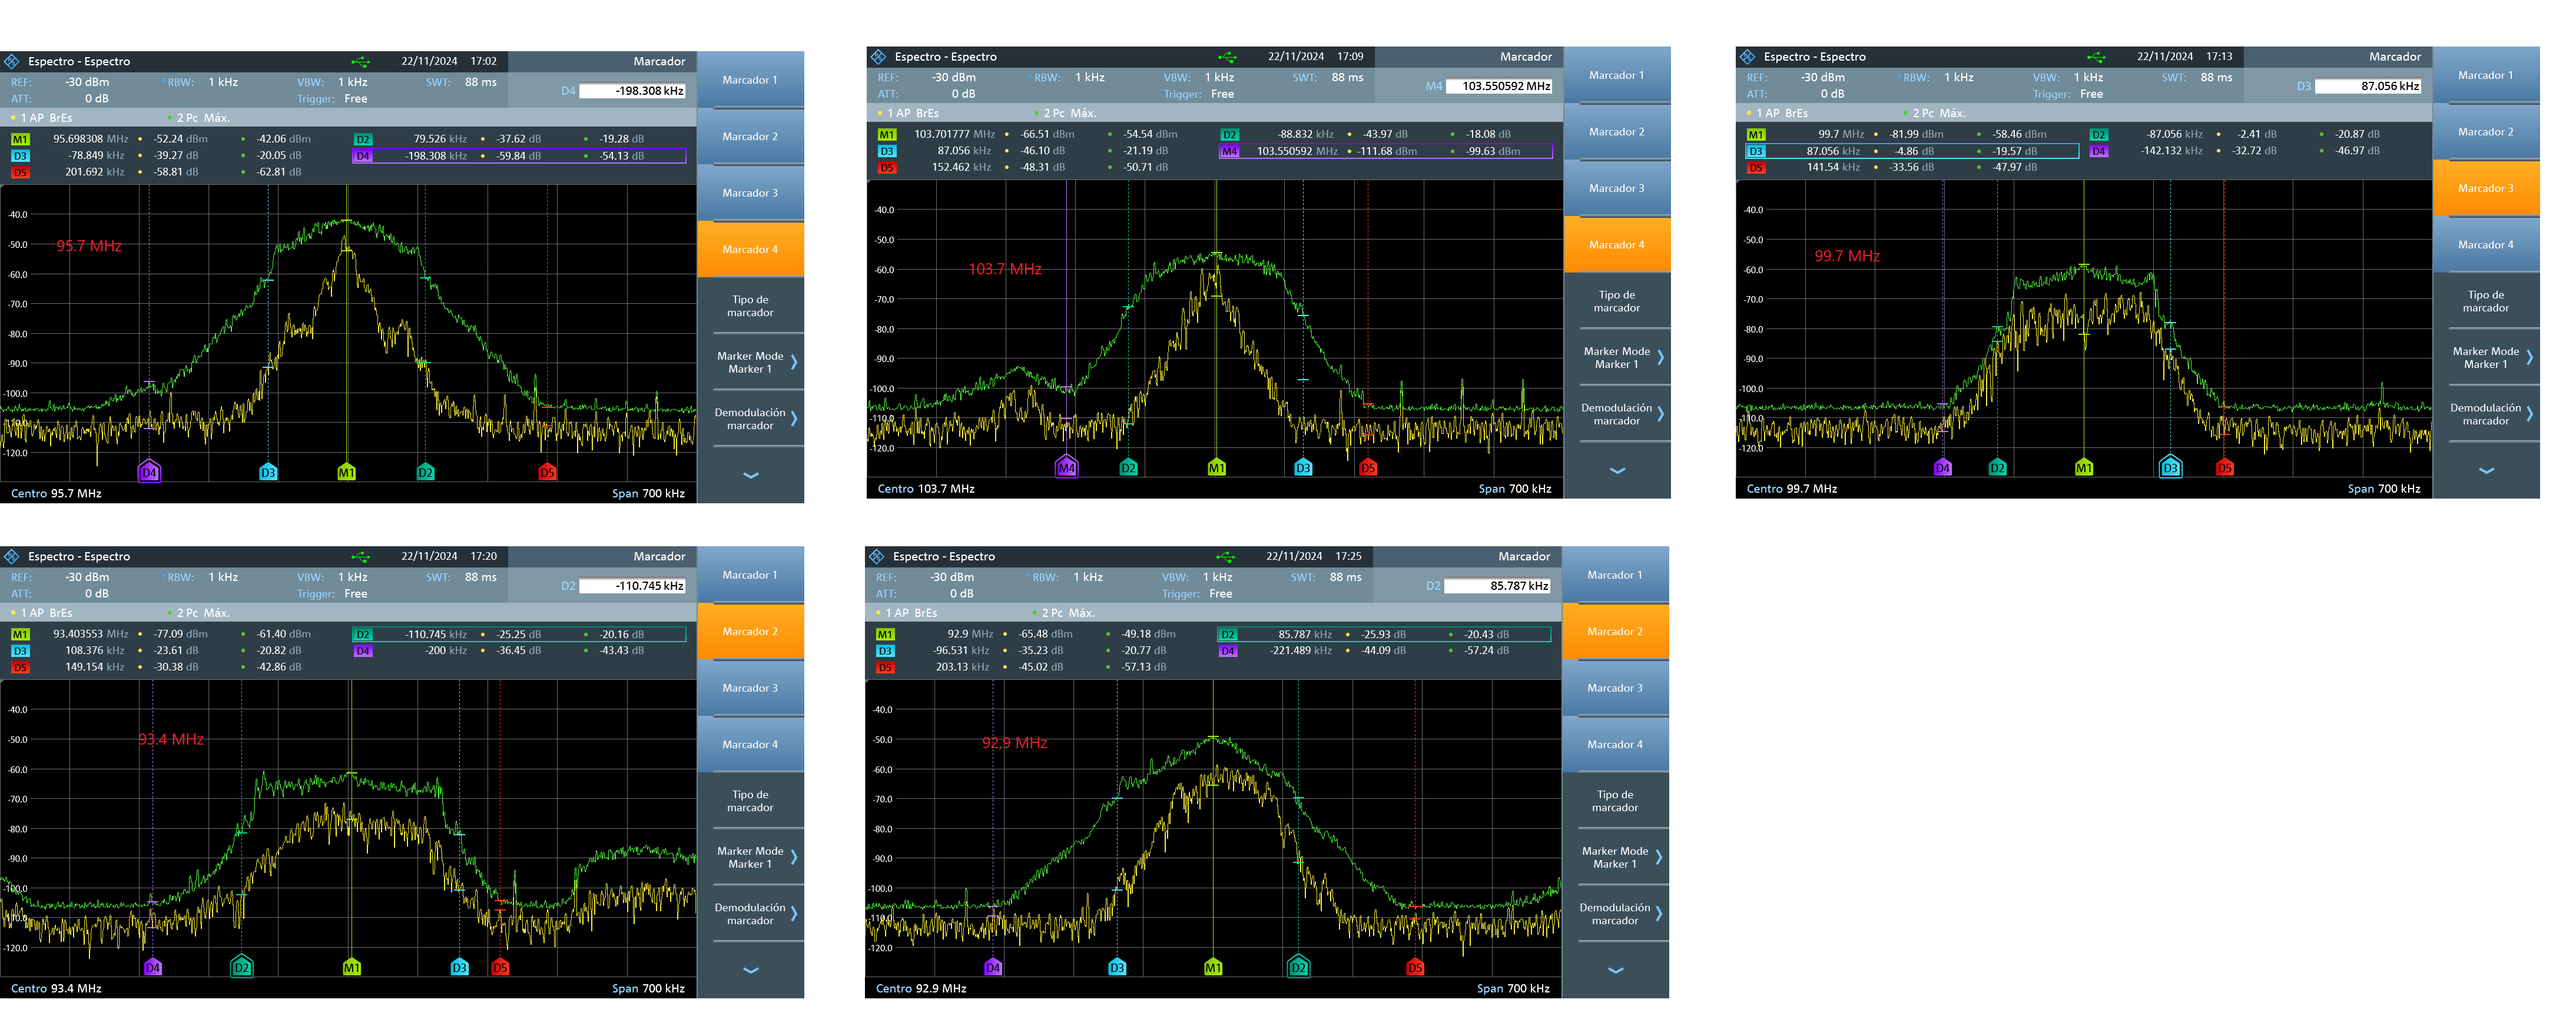 Espectro - Espectro 22/11/2024 17:02 Marcador
REF: -30 dBm RBW: 1 kHz VBW: 1 kHz SWT: 88 ms D4 -198.308 kHz
ATT: 0 dB Trigger: Free
1 AP BrEs 2 Pc Máx.
M1 95.698308 MHz -52.24 dBm -42.06 dBm D2 79.526 kHz -37.62 dB -19.28 dB
D3 -78.849 kHz -39.27 dB -20.05 dB D4 -198.308 kHz -59.84 dB -54.13 dB
D5 201.692 kHz -58.81 dB -62.81 dB
-40.0
-50.0
95.7 MHz
-60.0
-70.0
-80.0
-90.0
-100.0
-110.0
-120.0
D4 D3 M1 D2 D5
Centro 95.7 MHz Span 700 kHz
Marcador 1
Marcador 2
Marcador 3
Marcador 4
Tipo de
marcador
Marker Mode
Marker 1
Demodulación
marcador
Espectro - Espectro 22/11/2024 17:09 Marcador
REF: -30 dBm RBW: 1 kHz VBW: 1 kHz SWT: 88 ms M4 103.550592 MHz
ATT: 0 dB Trigger: Free
1 AP BrEs 2 Pc Máx.
M1 103.701777 MHz -66.51 dBm -54.54 dBm D2 -88.832 kHz -43.97 dB -18.08 dB
D3 87.056 kHz -46.10 dB -21.19 dB M4 103.550592 MHz -111.68 dBm -99.63 dBm
D5 152.462 kHz -48.31 dB -50.71 dB
-40.0
-50.0
103.7 MHz
-60.0
-70.0
-80.0
-90.0
-100.0
-110.0
-120.0
M4 D2 M1 D3 D5
Centro 103.7 MHz Span 700 kHz
Marcador 1
Marcador 2
Marcador 3
Marcador 4
Tipo de
marcador
Marker Mode
Marker 1
Demodulación
marcador
Espectro - Espectro 22/11/2024 17:13 Marcador
REF: -30 dBm RBW: 1 kHz VBW: 1 kHz SWT: 88 ms D3 87.056 kHz
ATT: 0 dB Trigger: Free
1 AP BrEs 2 Pc Máx.
M1 99.7 MHz -81.99 dBm -58.46 dBm D2 -87.056 kHz -2.41 dB -20.87 dB
D3 87.056 kHz -4.86 dB -19.57 dB D4 -142.132 kHz -32.72 dB -46.97 dB
D5 141.54 kHz -33.56 dB -47.97 dB
-40.0
-50.0
99.7 MHz
-60.0
-70.0
-80.0
-90.0
-100.0
-110.0
-120.0
D4 D2 M1 D3 D5
Centro 99.7 MHz Span 700 kHz
Marcador 1
Marcador 2
Marcador 3
Marcador 4
Tipo de
marcador
Marker Mode
Marker 1
Demodulación
marcador
Espectro - Espectro 22/11/2024 17:20 Marcador
REF: -30 dBm RBW: 1 kHz VBW: 1 kHz SWT: 88 ms D2 -110.745 kHz
ATT: 0 dB Trigger: Free
1 AP BrEs 2 Pc Máx.
M1 93.403553 MHz -77.09 dBm -61.40 dBm D2 -110.745 kHz -25.25 dB -20.16 dB
D3 108.376 kHz -23.61 dB -20.82 dB D4 -200 kHz -36.45 dB -43.43 dB
D5 149.154 kHz -30.38 dB -42.86 dB
-40.0
-50.0
93.4 MHz
-60.0
-70.0
-80.0
-90.0
-100.0
-110.0
-120.0
D4 D2 M1 D3 D5
Centro 93.4 MHz Span 700 kHz
Marcador 1
Marcador 2
Marcador 3
Marcador 4
Tipo de
marcador
Marker Mode
Marker 1
Demodulación
marcador
Espectro - Espectro 22/11/2024 17:25 Marcador
REF: -30 dBm RBW: 1 kHz VBW: 1 kHz SWT: 88 ms D2 85.787 kHz
ATT: 0 dB Trigger: Free
1 AP BrEs 2 Pc Máx.
M1 92.9 MHz -65.48 dBm -49.18 dBm D2 85.787 kHz -25.93 dB -20.43 dB
D3 -96.531 kHz -35.23 dB -20.77 dB D4 -221.489 kHz -44.09 dB -57.24 dB
D5 203.13 kHz -45.02 dB -57.13 dB
-40.0
-50.0
92,9 MHz
-60.0
-70.0
-80.0
-90.0
-100.0
-110.0
-120.0
D4 D3 M1 D2 D5
Centro 92.9 MHz Span 700 kHz
Marcador 1
Marcador 2
Marcador 3
Marcador 4
Tipo de
marcador
Marker Mode
Marker 1
Demodulación
marcador